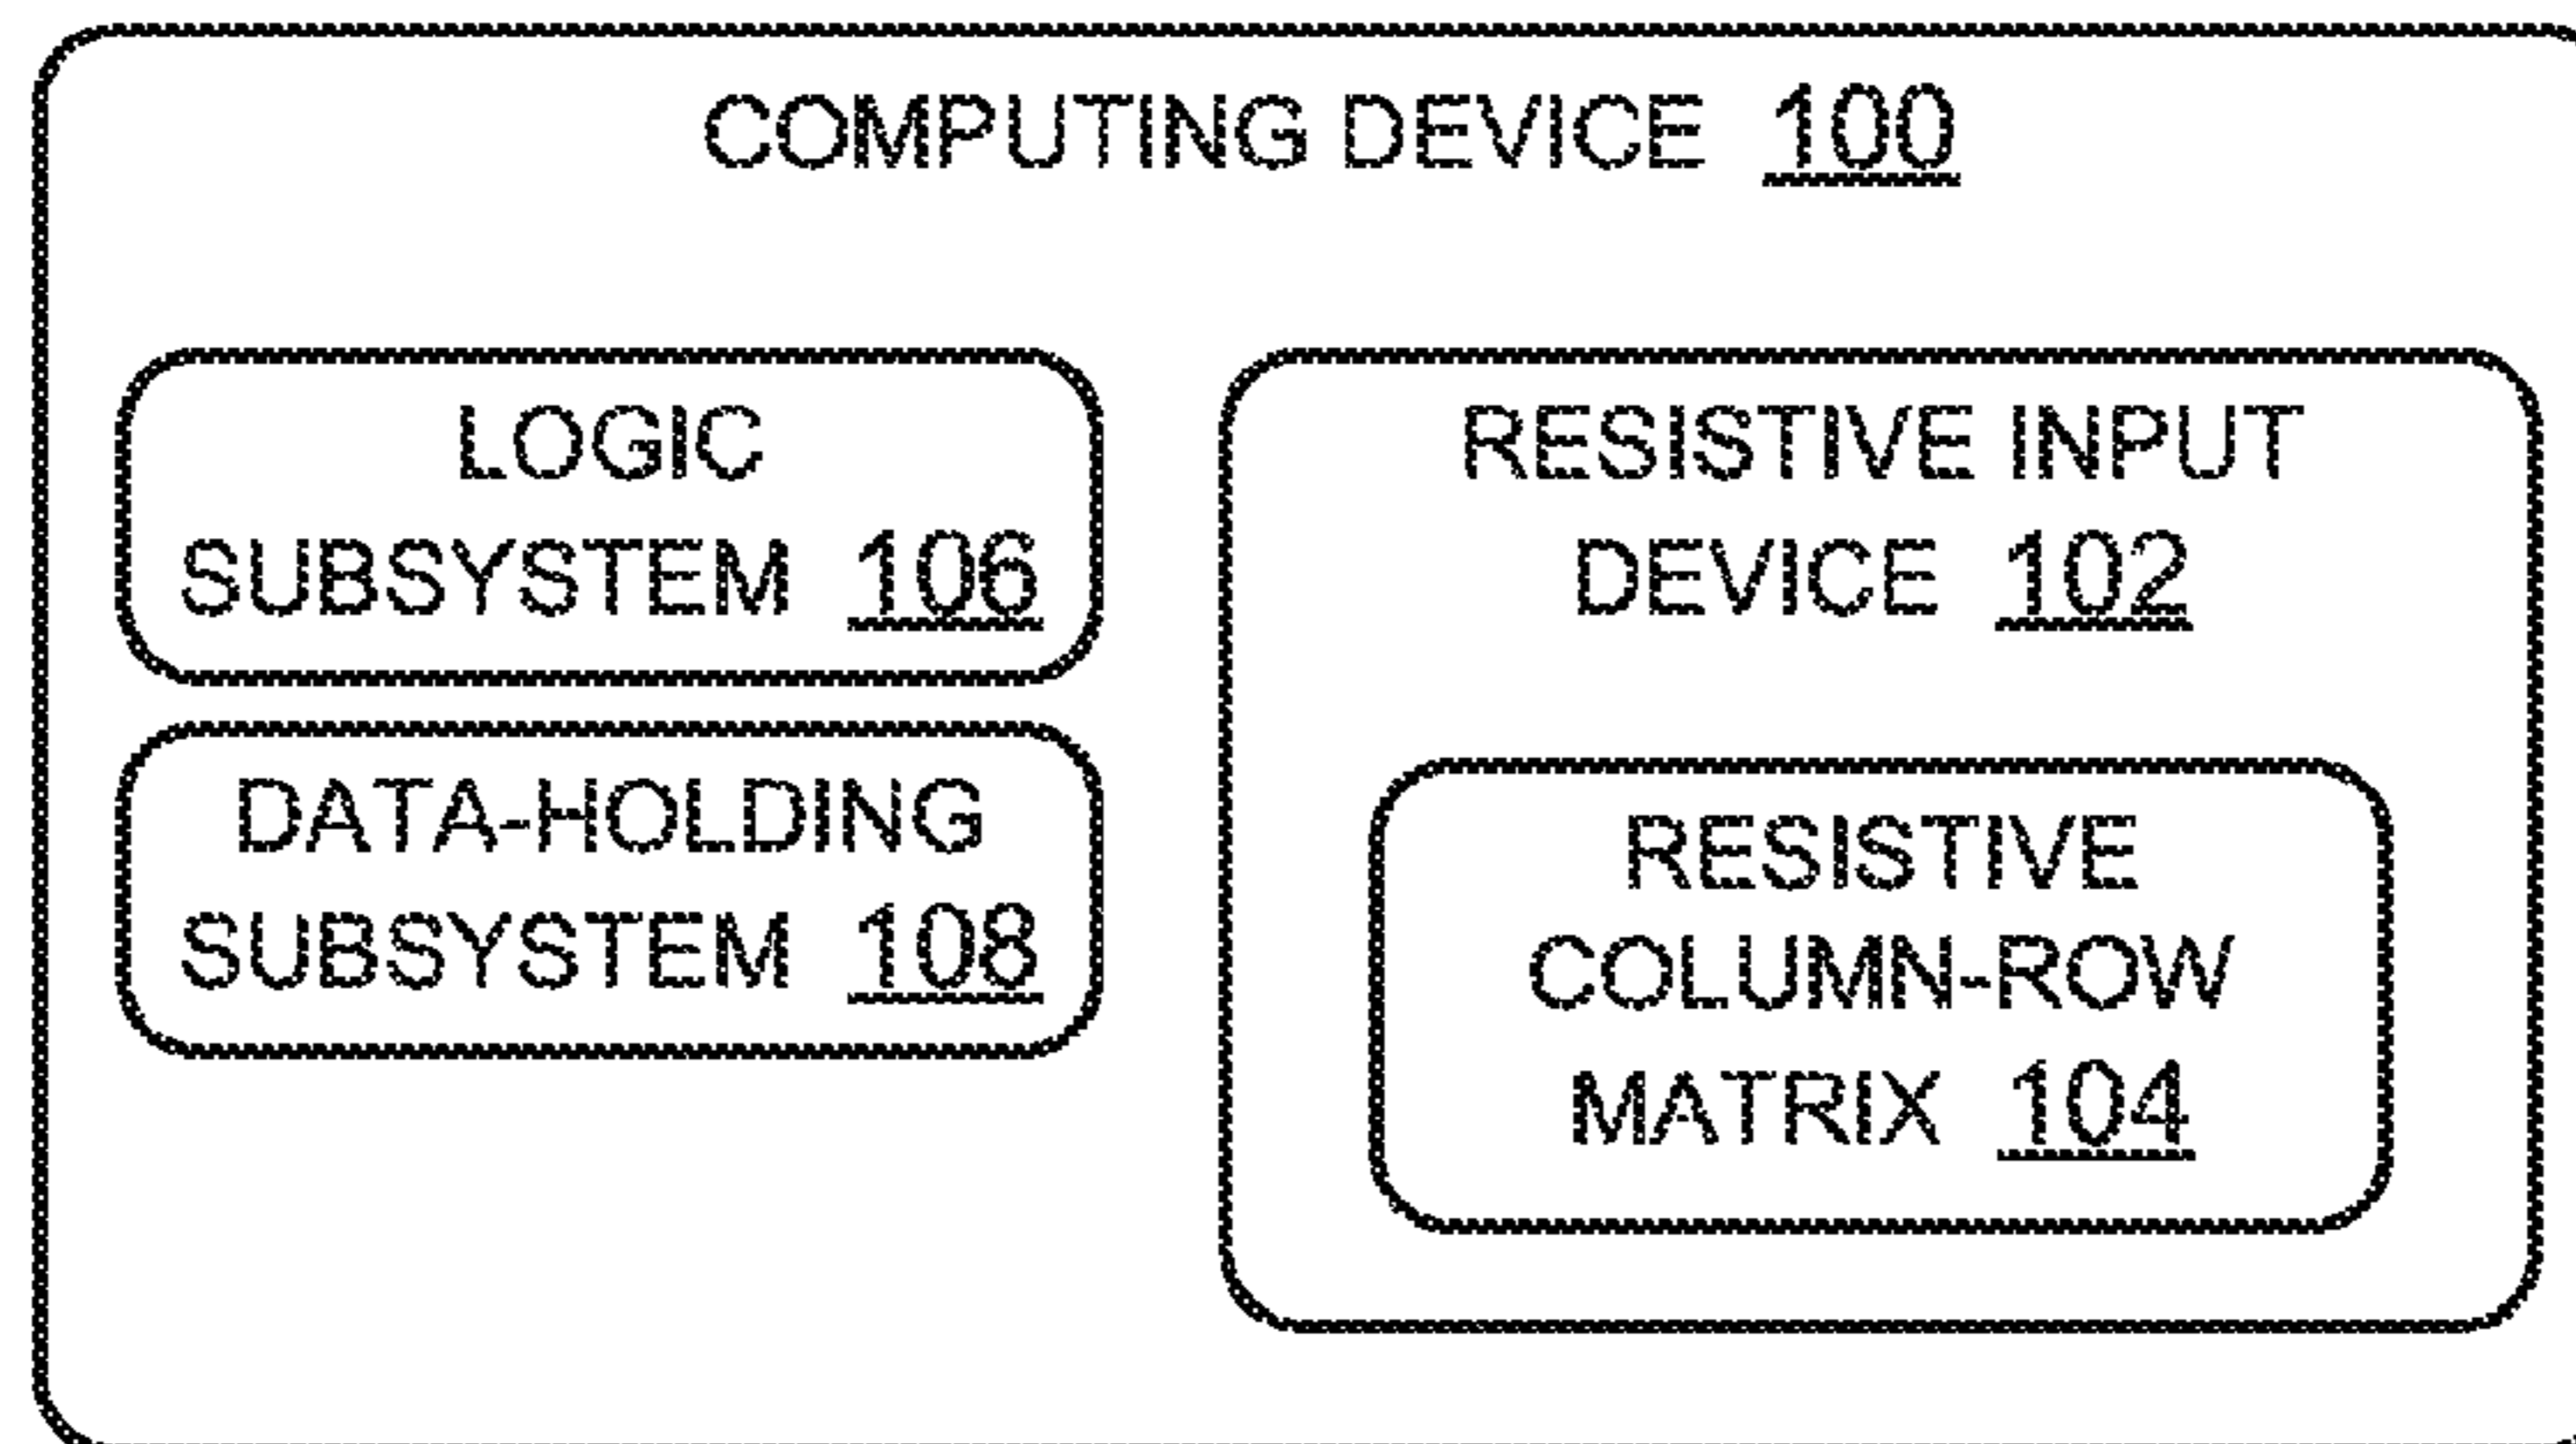 COMPUTING DEVICE 100
LOGIC
SUBSYSTEM 106
DATA-HOLDING
SUBSYSTEM 108
RESISTIVE INPUT
DEVICE 102
RESISTIVE
COLUMN-ROW
MATRIX 104